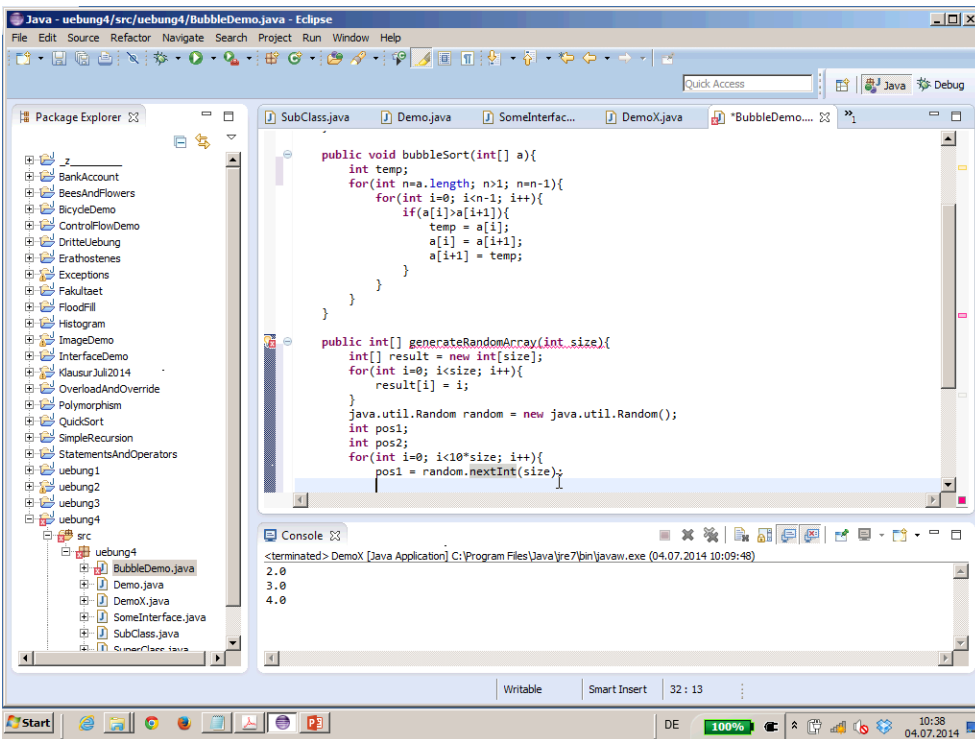 Java - uebung4/src/uebung4/BubbleDemo.java - Eclipse
File Edit Source Refactor Navigate Search Project Run Window Help
Quick Access
Java
Debug
Package Explorer
_z_________
BankAccount
BeesAndFlowers
BicycleDemo
ControlFlowDemo
DritteUebung
Erathostenes
Exceptions
Fakultaet
FloodFill
Histogram
ImageDemo
InterfaceDemo
KlausurJuli2014
OverloadAndOverride
Polymorphism
QuickSort
SimpleRecursion
StatementsAndOperators
uebung1
uebung2
uebung3
uebung4
src
uebung4
BubbleDemo.java
Demo.java
DemoX.java
SomeInterface.java
SubClass.java
SuperClass.java
SubClass.java
Demo.java
SomeInterfac...
DemoX.java
*BubbleDemo....
»1
public void bubbleSort(int[] a){
int temp;
for(int n=a.length; n>1; n=n-1){
for(int i=0; i<n-1; i++){
if(a[i]>a[i+1]){
temp = a[i];
a[i] = a[i+1];
a[i+1] = temp;
}
}
}
}
public int[] generateRandomArray(int size){
int[] result = new int[size];
for(int i=0; i<size; i++){
result[i] = i;
}
java.util.Random random = new java.util.Random();
int pos1;
int pos2;
for(int i=0; i<10*size; i++){
pos1 = random.nextInt(size);
Console
<terminated> DemoX [Java Application] C:\Program Files\Java\jre7\bin\javaw.exe (04.07.2014 10:09:48)
2.0
3.0
4.0
Writable
Smart Insert
32 : 13
Start
DE
100%
10:38
04.07.2014